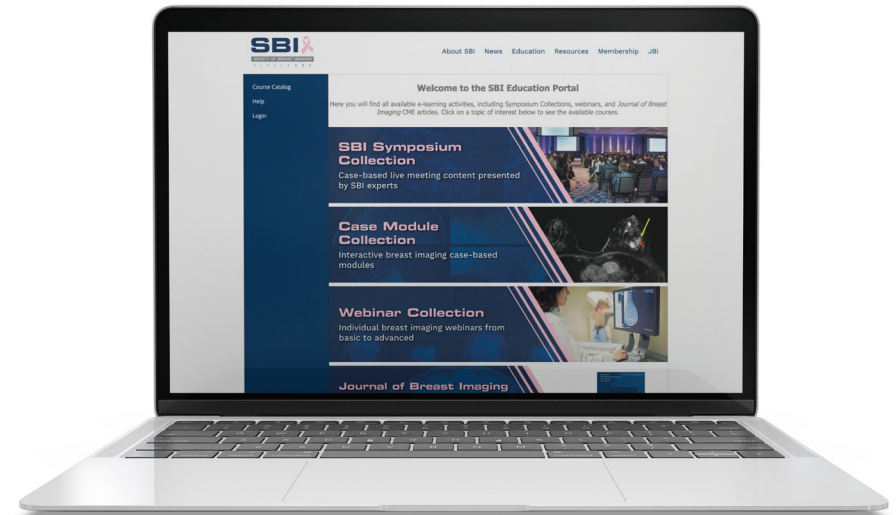 SBI
SOCIETY OF BREAST IMAGING
About SBI News Education Resources Membership JBI
Course Catalog
Help
Login
Welcome to the SBI Education Portal
Here you will find all available e-learning activities, including Symposium Collections, webinars, and Journal of Breast
Imaging CME articles. Click on a topic of interest below to see the available courses.
SBI Symposium
Collection
Case-based live meeting content presented
by SBI experts
Case Module
Collection
Interactive breast imaging case-based
modules
Webinar Collection
Individual breast imaging webinars from
basic to advanced
Journal of Breast Imaging